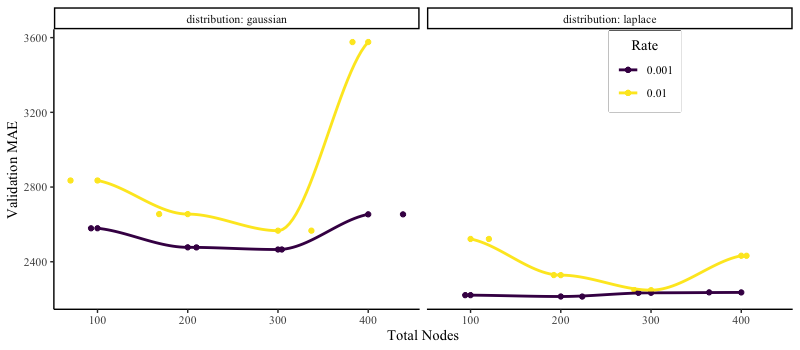 distribution: gaussian
distribution: laplace
Rate
0.001
0.01
Validation MAE
3600
3200
2800
2400
100 200 300 400
100 200 300 400
Total Nodes